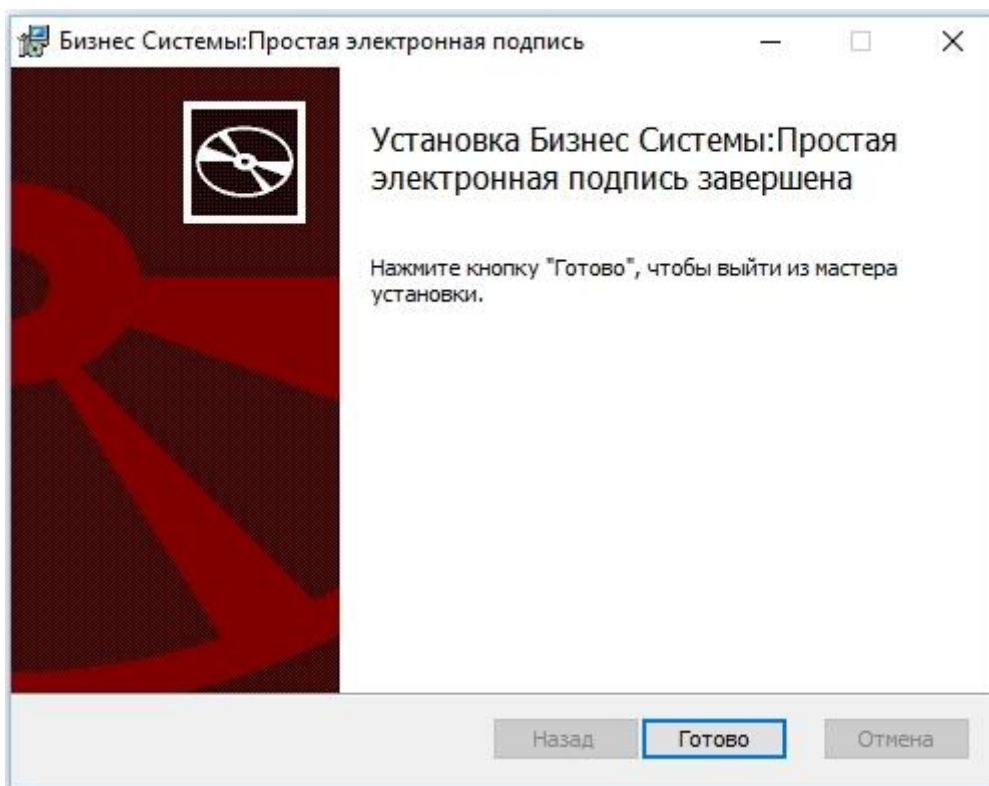 Бизнес Системы:Простая электронная подпись
Установка Бизнес Системы:Простая
электронная подпись завершена
Нажмите кнопку "Готово", чтобы выйти из мастера
установки.
Назад
Готово
Отмена